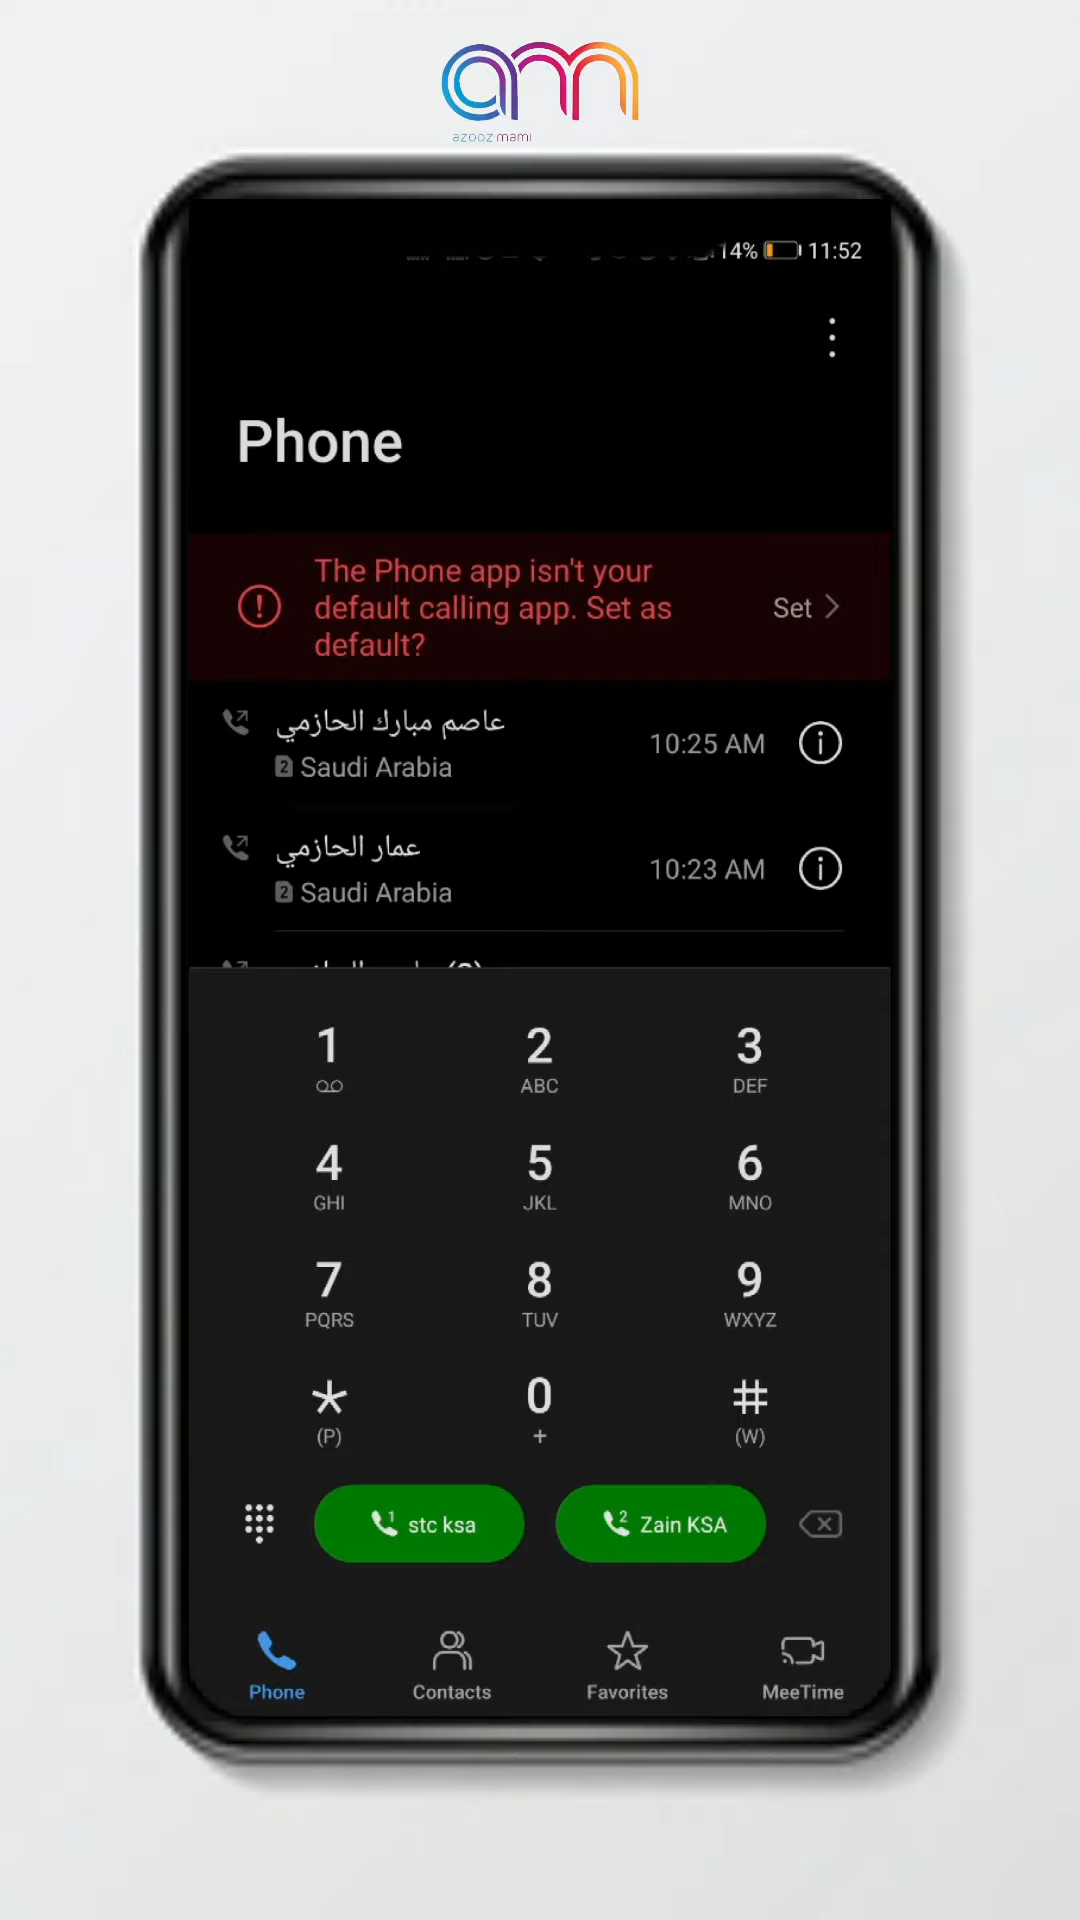 azooz mami
14% 11:52
Phone
The Phone app isn't your
default calling app. Set as
default?
Set
عاصم مبارك الحازمي
10:25 AM
2 Saudi Arabia
عمار الحازمي
10:23 AM
2 Saudi Arabia
1 2 3
ABC DEF
4 5 6
GHI JKL MNO
7 8 9
PQRS TUV WXYZ
* 0 #
(P) + (W)
1 stc ksa 2 Zain KSA
Phone Contacts Favorites MeeTime